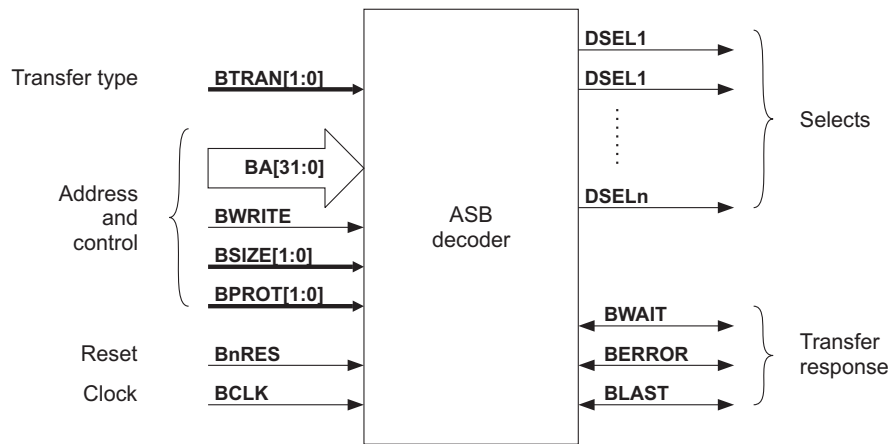 Transfer type
BTRAN[1:0]
Address
and
control
BA[31:0]
BWRITE
BSIZE[1:0]
BPROT[1:0]
Reset
BnRES
Clock
BCLK
ASB
decoder
DSEL1
DSEL1
DSELn
Selects
BWAIT
BERROR
BLAST
Transfer
response